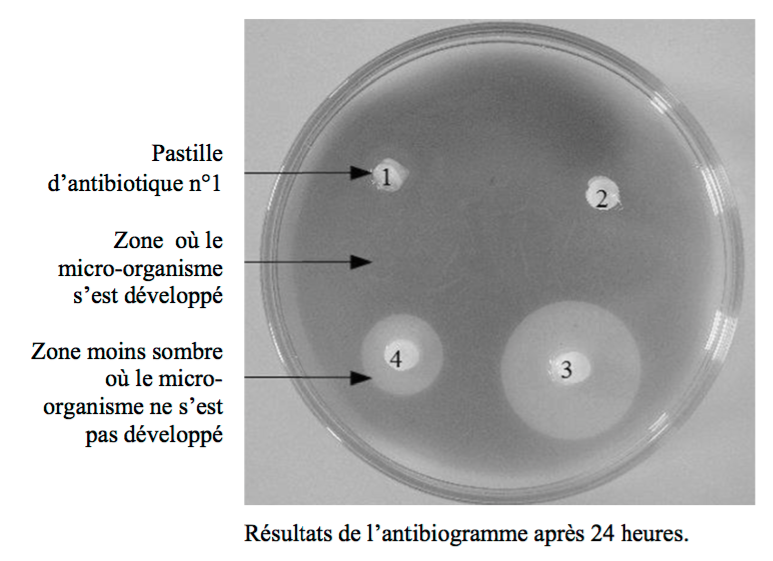 Pastille
d’antibiotique n°1
Zone où le
micro-organisme
s’est développé
Zone moins sombre
où le micro-
organisme ne s’est
pas développé
1
2
4
3
Résultats de l’antibiogramme après 24 heures.